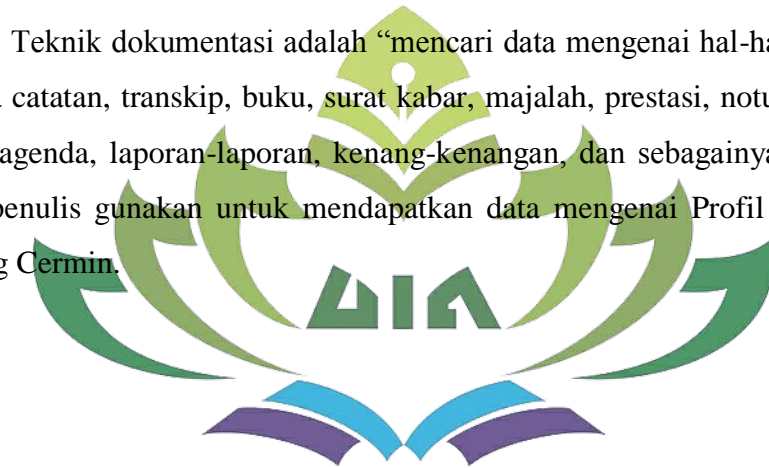 Teknik dokumentasi adalah “mencari data mengenai hal-ha
catatan, transkip, buku, surat kabar, majalah, prestasi, notu
agenda, laporan-laporan, kenang-kenangan, dan sebagainya
penulis gunakan untuk mendapatkan data mengenai Profil
g Cermin.
UIN